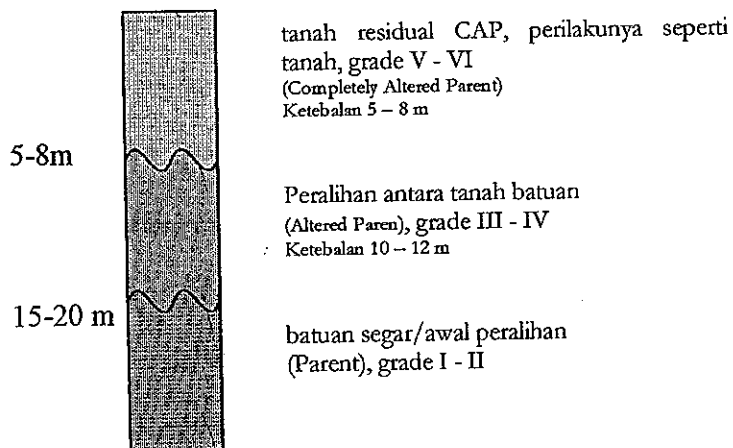 tanah residual CAP, perilakunya seperti
tanah, grade V - VI
(Completely Altered Parent)
Ketebalan 5 – 8 m
5-8m
Peralihan antara tanah batuan
(Altered Paren), grade III - IV
Ketebalan 10 – 12 m
15-20 m
batuan segar/awal peralihan
(Parent), grade I - II